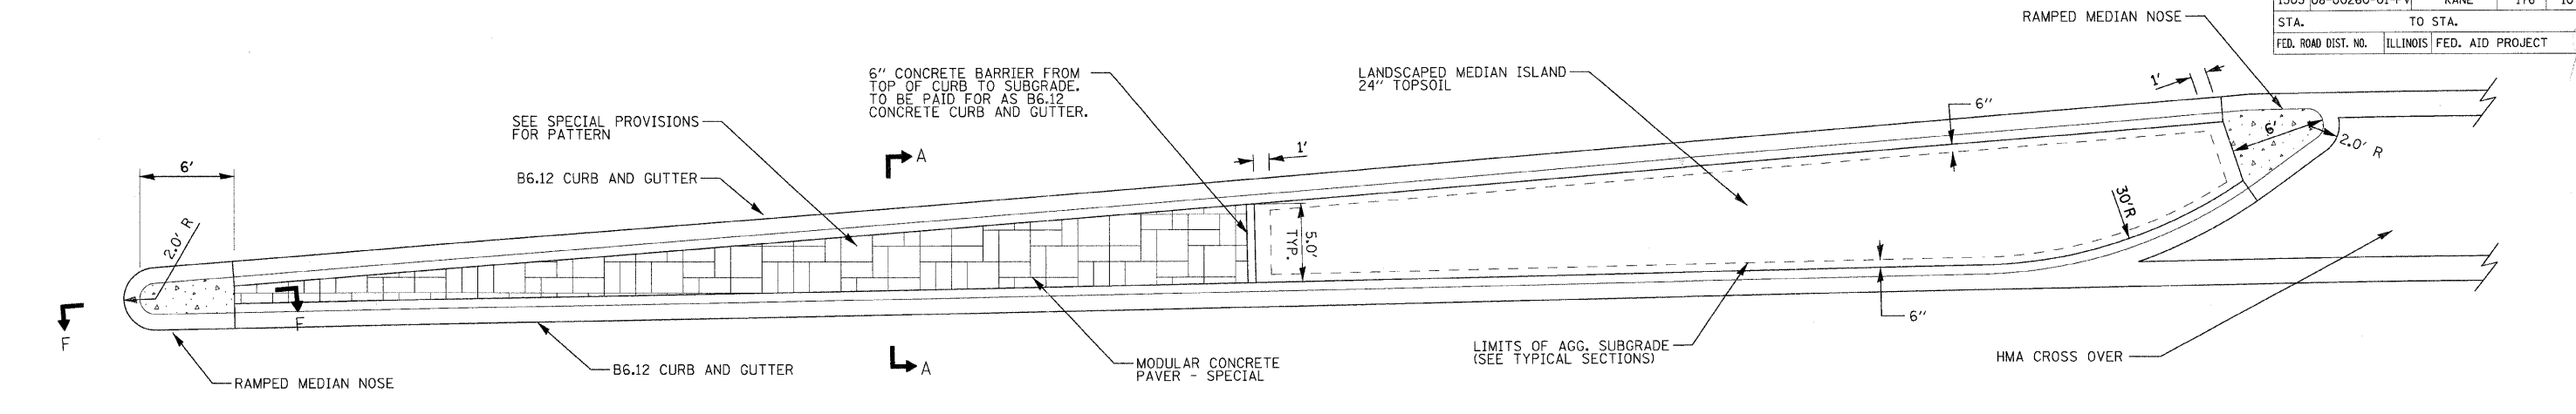 RAMPED MEDIAN NOSE
KANE
STA. TO STA.
FED. ROAD DIST. NO. ILLINOIS FED. AID PROJECT
6" CONCRETE BARRIER FROM
TOP OF CURB TO SUBGRADE.
TO BE PAID FOR AS B6.12
CONCRETE CURB AND GUTTER.
LANDSCAPED MEDIAN ISLAND
24" TOPSOIL
1'
6"
SEE SPECIAL PROVISIONS
FOR PATTERN
6'
2.0' R
A
1'
6'
B6.12 CURB AND GUTTER
30'R
2.0' R
5.0'
TYP.
F
F
6"
A
B6.12 CURB AND GUTTER
MODULAR CONCRETE
PAVER - SPECIAL
LIMITS OF AGG. SUBGRADE
(SEE TYPICAL SECTIONS)
HMA CROSS OVER
RAMPED MEDIAN NOSE